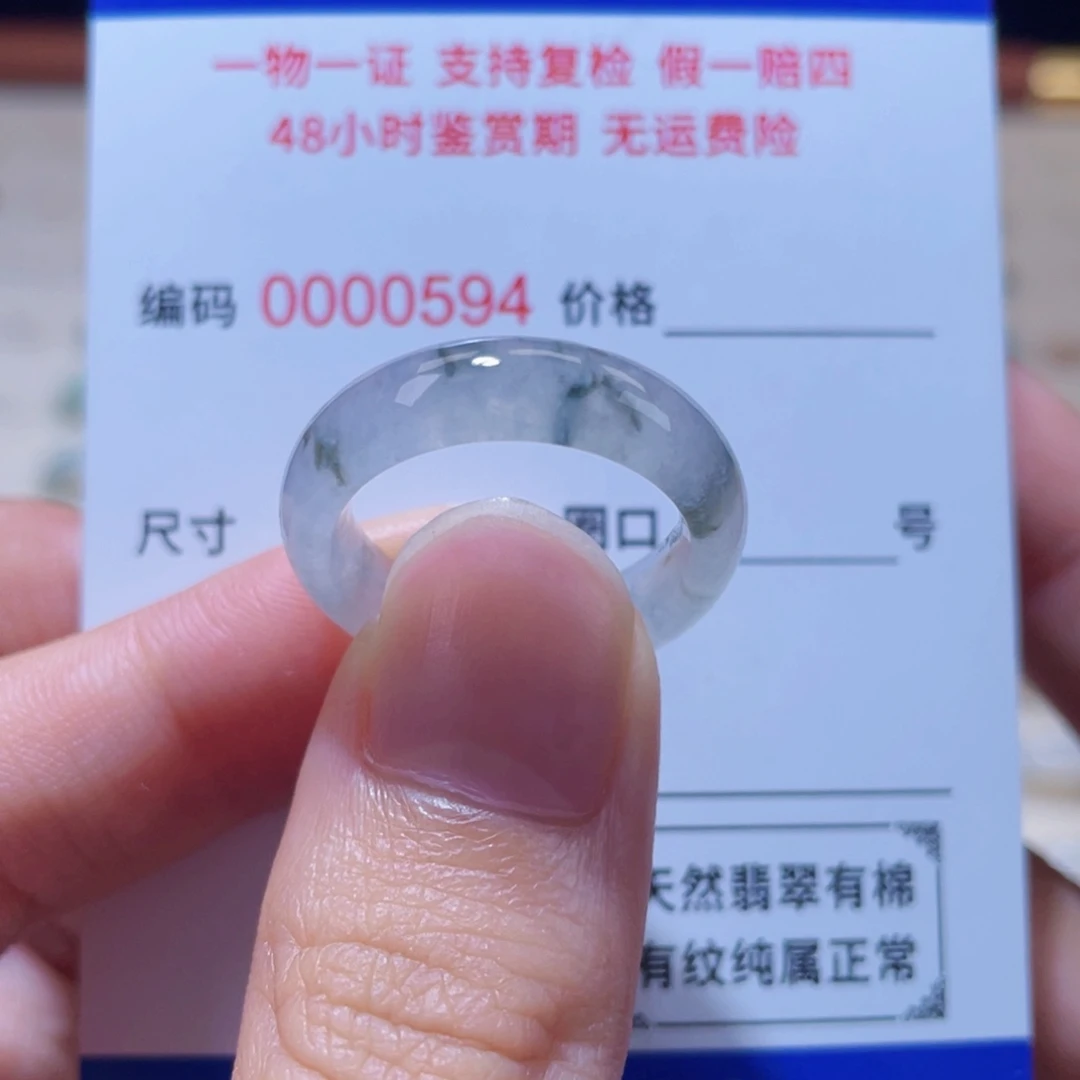 一物一证 支持复检 假一赔四
48小时鉴赏期 无运费险
编码 0000594 价格
尺寸 圈口 号
天然翡翠有棉
有纹纯属正常